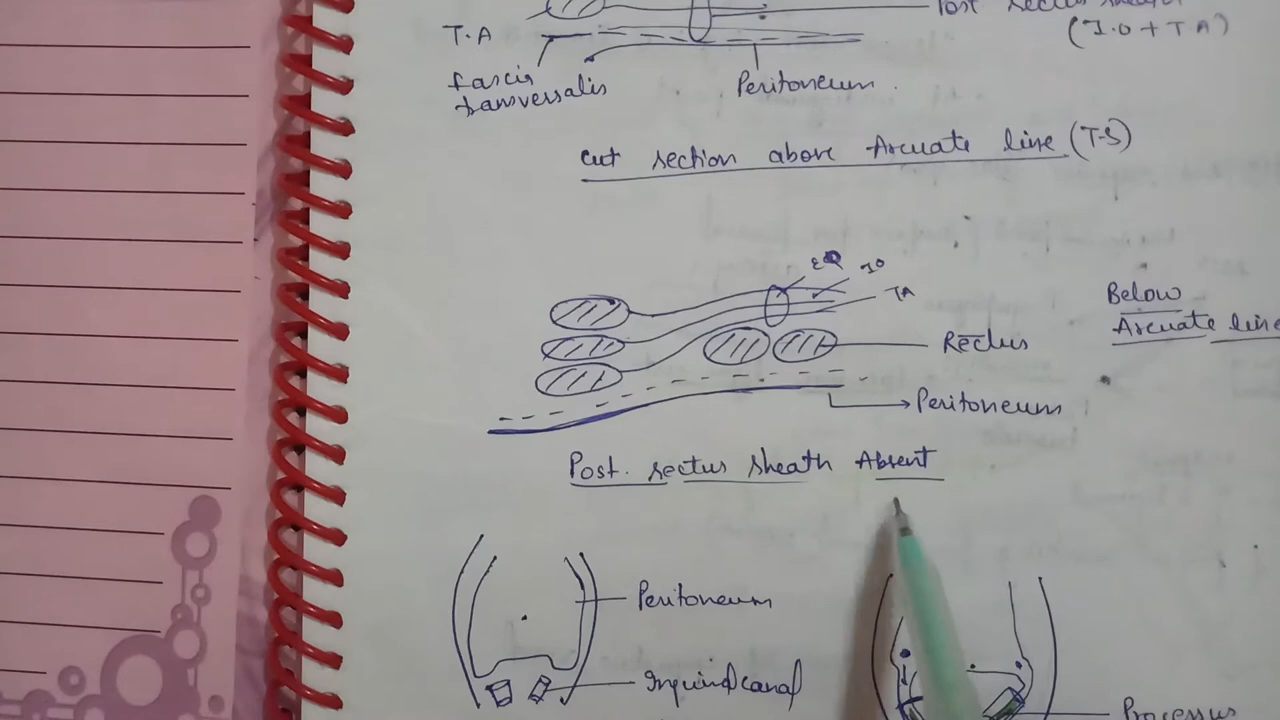 Post rectus sheath
(I.O + T A)
T.A
fascia
transversalis
Peritoneum.
cut section above Arcuate line (T-S)
IO
TA
Below
Arcuate line
Rectus
Peritoneum
Post. rectus sheath Absent
Peritoneum
Inguinal canal
Processus